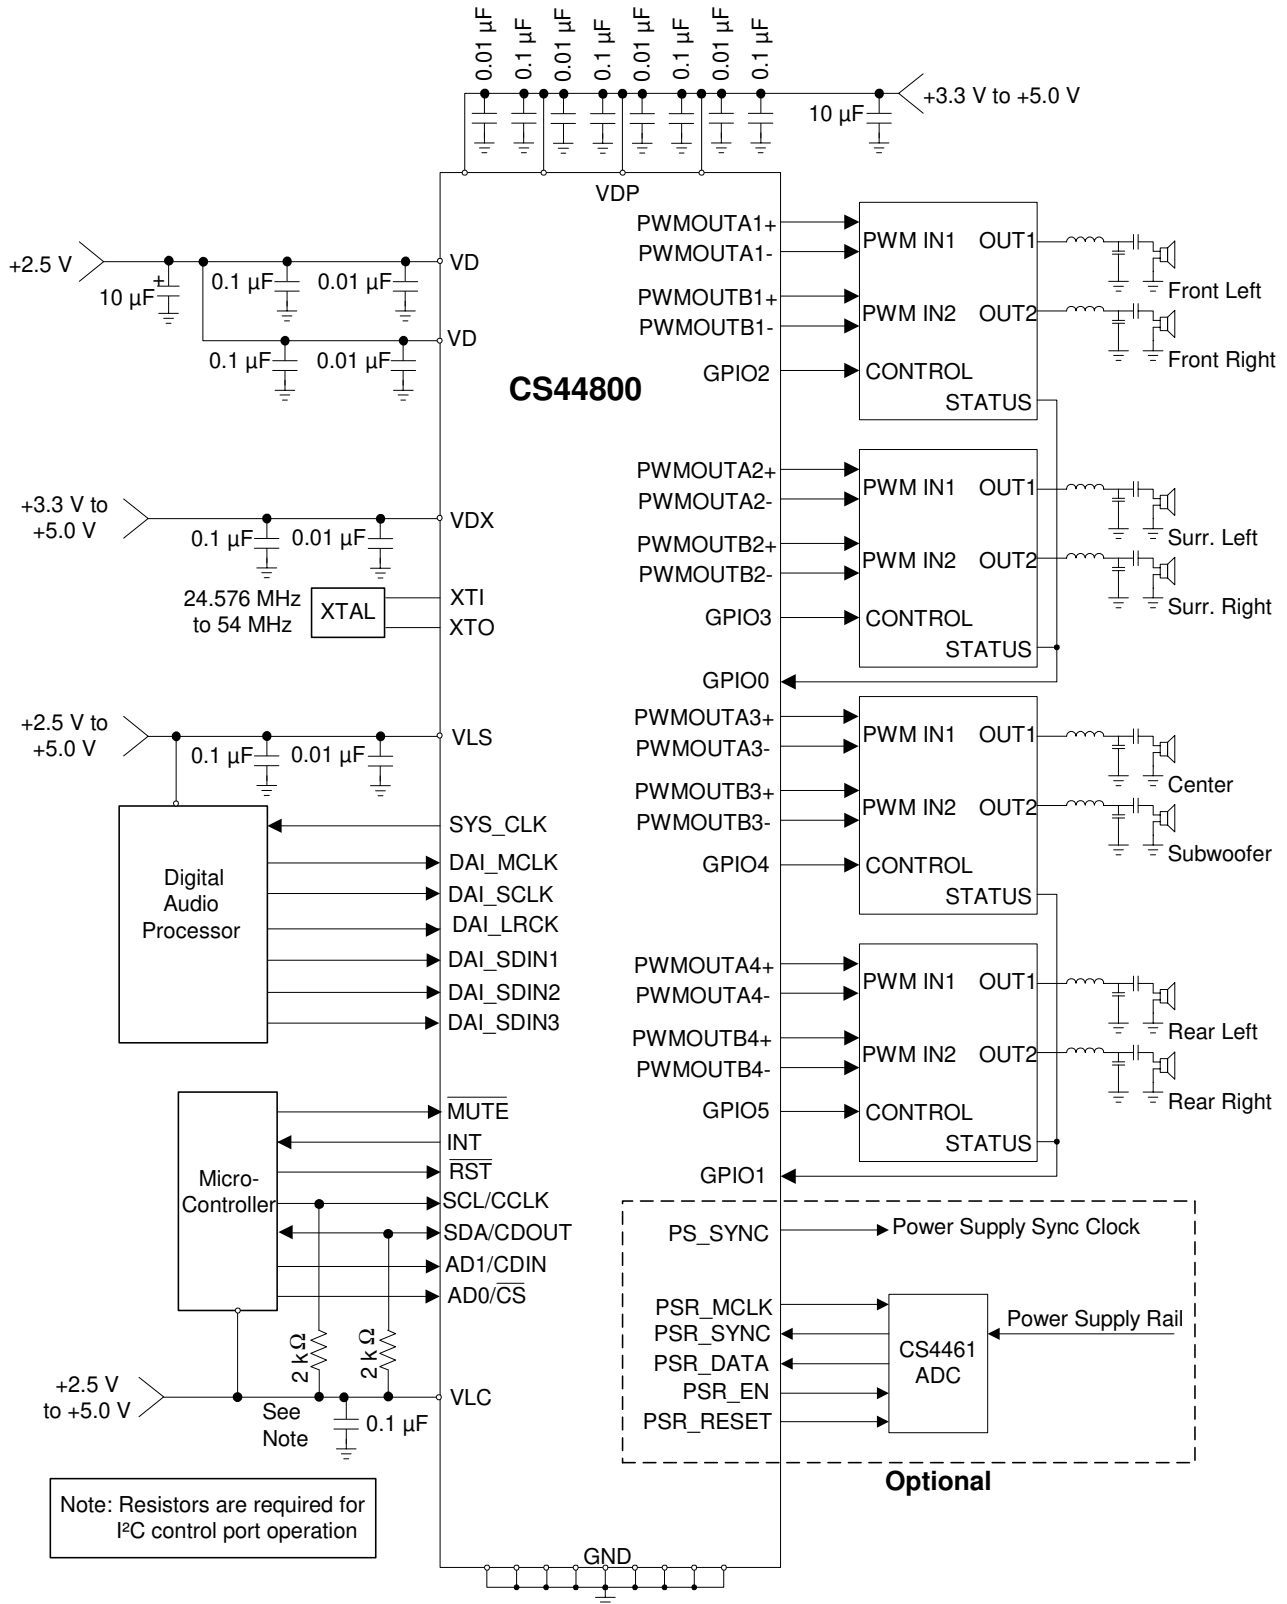 0.01 µF
0.1 µF
0.01 µF
0.1 µF
0.01 µF
0.1 µF
0.01 µF
0.1 µF
10 µF
+3.3 V to +5.0 V
VDP
CS44800
+2.5 V
10 µF
+
0.1 µF
0.01 µF
VD
0.1 µF
0.01 µF
VD
+3.3 V to
+5.0 V
0.1 µF
0.01 µF
VDX
24.576 MHz
to 54 MHz
XTAL
XTI
XTO
+2.5 V to
+5.0 V
0.1 µF
0.01 µF
VLS
Digital
Audio
Processor
SYS_CLK
DAI_MCLK
DAI_SCLK
DAI_LRCK
DAI_SDIN1
DAI_SDIN2
DAI_SDIN3
Micro-
Controller
MUTE
INT
RST
SCL/CCLK
SDA/CDOUT
AD1/CDIN
AD0/CS
2 kΩ
2 kΩ
+2.5 V
to +5.0 V
See
Note
0.1 µF
VLC
Note: Resistors are required for
I²C control port operation
GND
PWMOUTA1+
PWMOUTA1-
PWMOUTB1+
PWMOUTB1-
GPIO2
PWM IN1
OUT1
PWM IN2
OUT2
CONTROL
STATUS
Front Left
Front Right
PWMOUTA2+
PWMOUTA2-
PWMOUTB2+
PWMOUTB2-
GPIO3
GPIO0
PWM IN1
OUT1
PWM IN2
OUT2
CONTROL
STATUS
Surr. Left
Surr. Right
PWMOUTA3+
PWMOUTA3-
PWMOUTB3+
PWMOUTB3-
GPIO4
PWM IN1
OUT1
PWM IN2
OUT2
CONTROL
STATUS
Center
Subwoofer
PWMOUTA4+
PWMOUTA4-
PWMOUTB4+
PWMOUTB4-
GPIO5
GPIO1
PWM IN1
OUT1
PWM IN2
OUT2
CONTROL
STATUS
Rear Left
Rear Right
PS_SYNC
Power Supply Sync Clock
PSR_MCLK
PSR_SYNC
PSR_DATA
PSR_EN
PSR_RESET
CS4461
ADC
Power Supply Rail
Optional